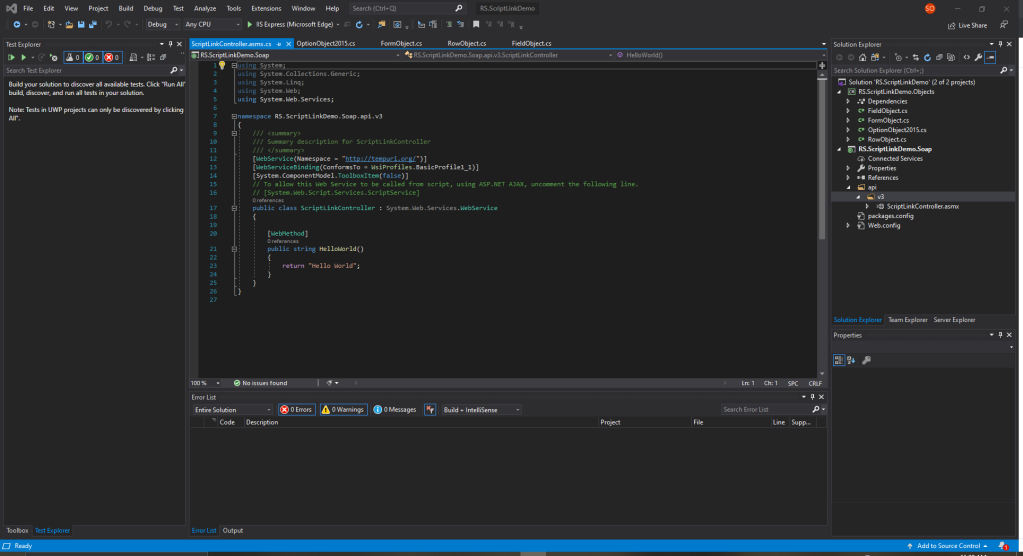 File Edit View Project Build Debug Test Analyze Tools Extensions Window Help Search (Ctrl+Q) RS.ScriptLinkDemo SO
Debug Any CPU IIS Express (Microsoft Edge) Live Share
Test Explorer
0 0 0
Search Test Explorer
Build your solution to discover all available tests. Click "Run All"
build, discover, and run all tests in your solution.
Note: Tests in UWP projects can only be discovered by clicking
All".
Toolbox Test Explorer
ScriptLinkController.asmx.cs OptionObject2015.cs FormObject.cs RowObject.cs FieldObject.cs
RS.ScriptLinkDemo.Soap RS.ScriptLinkDemo.Soap.api.v3.ScriptLinkController HelloWorld()
1 using System;
2 using System.Collections.Generic;
3 using System.Linq;
4 using System.Web;
5 using System.Web.Services;
6
7 namespace RS.ScriptLinkDemo.Soap.api.v3
8 {
9 /// <summary>
10 /// Summary description for ScriptLinkController
11 /// </summary>
12 [WebService(Namespace = "http://tempuri.org/")]
13 [WebServiceBinding(ConformsTo = WsiProfiles.BasicProfile1_1)]
14 [System.ComponentModel.ToolboxItem(false)]
15 // To allow this Web Service to be called from script, using ASP.NET AJAX, uncomment the following line.
16 // [System.Web.Script.Services.ScriptService]
0 references
17 public class ScriptLinkController : System.Web.Services.WebService
18 {
19
20 [WebMethod]
0 references
21 public string HelloWorld()
22 {
23 return "Hello World";
24 }
25 }
26 }
27
100 % No issues found Ln: 1 Ch: 1 SPC CRLF
Error List
Entire Solution 0 Errors 0 Warnings 0 Messages Build + IntelliSense Search Error List
Code Description Project File Line Supp...
Error List Output
Solution Explorer
Search Solution Explorer (Ctrl+;)
Solution 'RS.ScriptLinkDemo' (2 of 2 projects)
RS.ScriptLinkDemo.Objects
Dependencies
FieldObject.cs
FormObject.cs
OptionObject2015.cs
RowObject.cs
RS.ScriptLinkDemo.Soap
Connected Services
Properties
References
api
v3
ScriptLinkController.asmx
packages.config
Web.config
Solution Explorer Team Explorer Server Explorer
Properties
Ready Add to Source Control 1